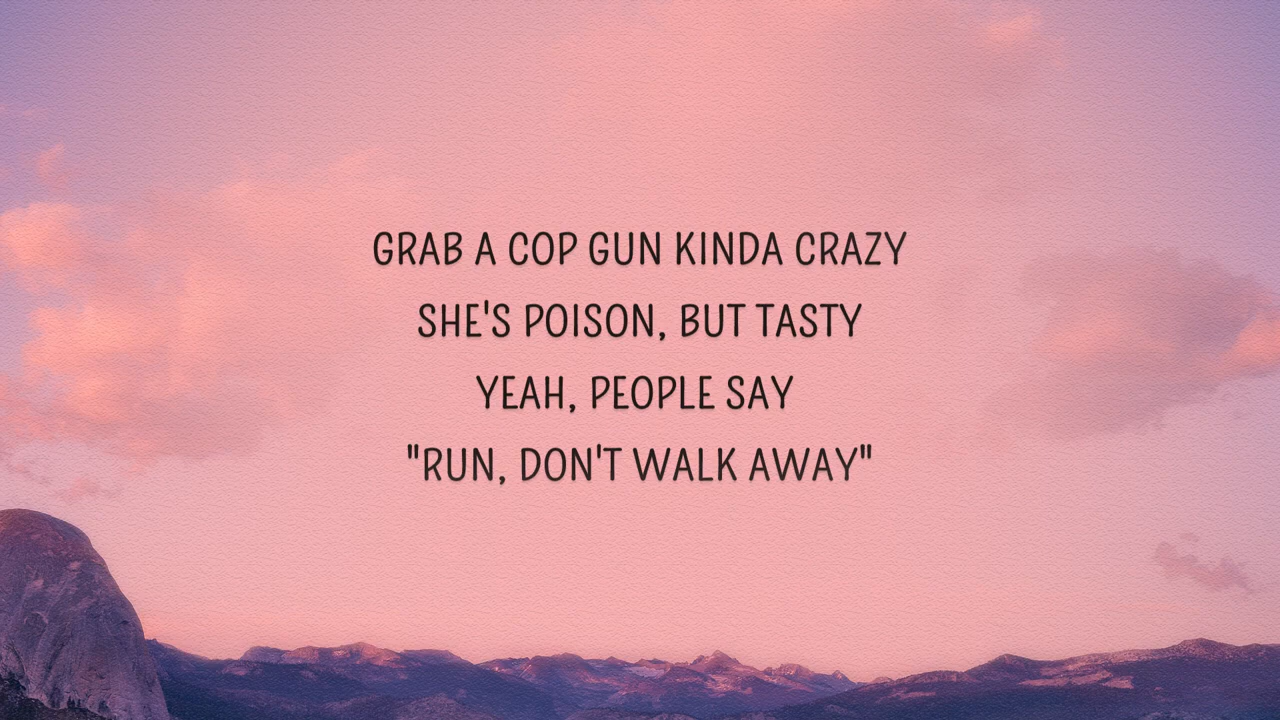 GRAB A COP GUN KINDA CRAZY
SHE'S POISON, BUT TASTY
YEAH, PEOPLE SAY
"RUN, DON'T WALK AWAY"